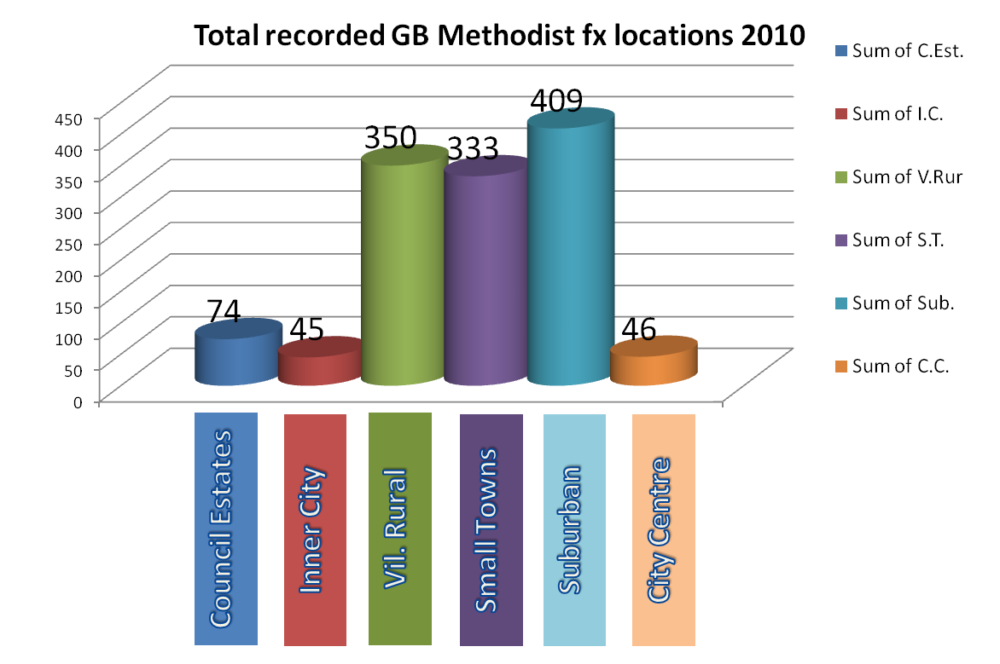 Total recorded GB Methodist fx locations 2010
450
400
350
300
250
200
150
100
50
0
74
45
350
333
409
46
Sum of C.Est.
Sum of I.C.
Sum of V.Rur
Sum of S.T.
Sum of Sub.
Sum of C.C.
Council Estates
Inner City
Vil. Rural
Small Towns
Suburban
City Centre